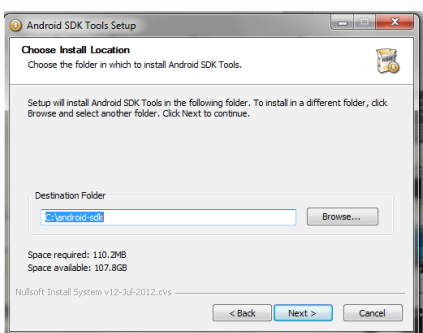 Android SDK Tools Setup
Choose Install Location
Choose the folder in which to install Android SDK Tools.
Setup will install Android SDK Tools in the following folder. To install in a different folder, click
Browse and select another folder. Click Next to continue.
Destination Folder
C:\android-sdk
Browse...
Space required: 110.2MB
Space available: 107.8GB
Nullsoft Install System v12-Jul-2012.cvs
< Back Next > Cancel